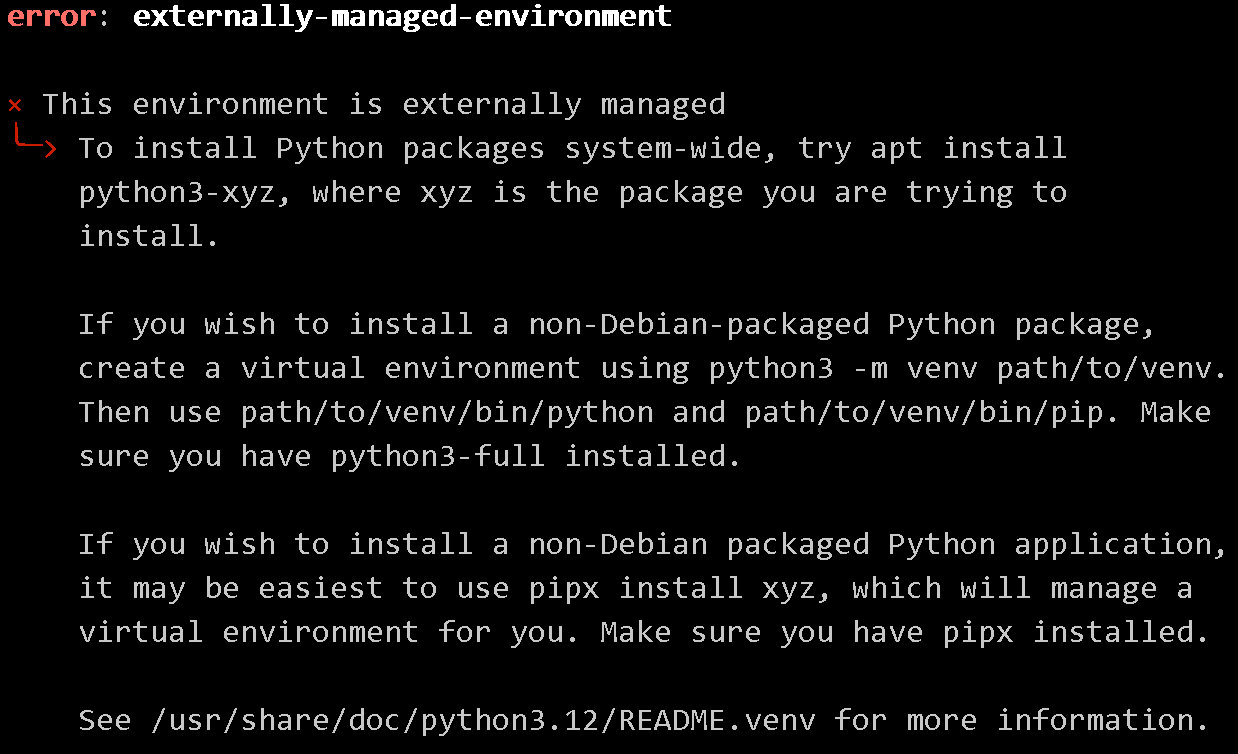 error: externally-managed-environment
× This environment is externally managed
╰─> To install Python packages system-wide, try apt install
python3-xyz, where xyz is the package you are trying to
install.
If you wish to install a non-Debian-packaged Python package,
create a virtual environment using python3 -m venv path/to/venv.
Then use path/to/venv/bin/python and path/to/venv/bin/pip. Make
sure you have python3-full installed.
If you wish to install a non-Debian packaged Python application,
it may be easiest to use pipx install xyz, which will manage a
virtual environment for you. Make sure you have pipx installed.
See /usr/share/doc/python3.12/README.venv for more information.